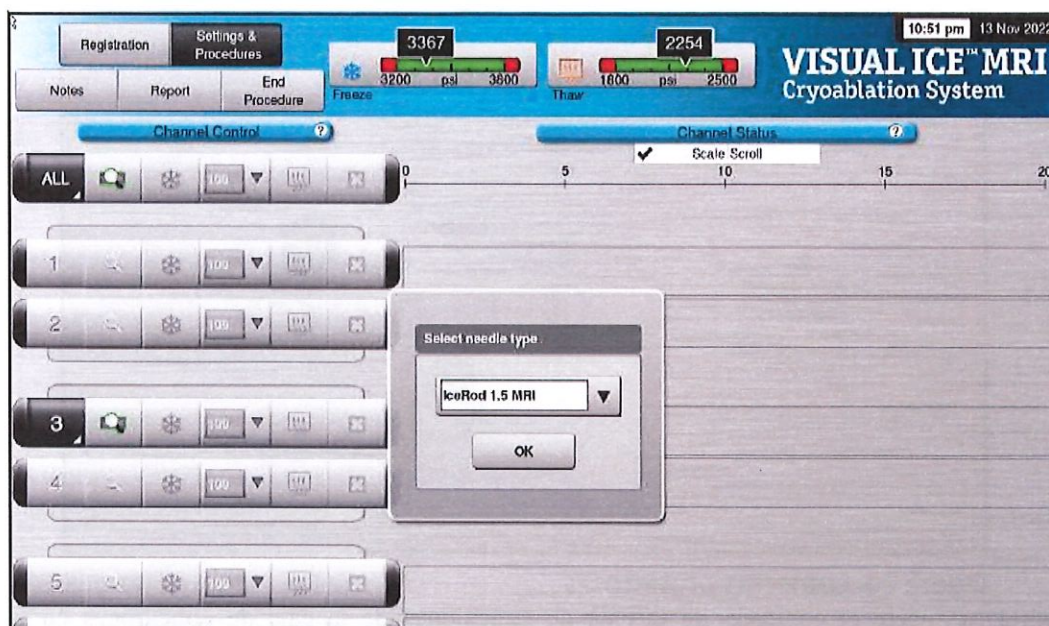 10:51 pm 13 Nov 2022
Registration
Settings &
Procedures
Notes
Report
End
Procedure
3367
3200 psi 3800
Freeze
2254
1800 psi 2500
Thaw
VISUAL ICE™ MRI
Cryoablation System
Channel Control ?
Channel Status ?
Scale Scroll
ALL 100
0 5 10 15 20
1 100
2 100
Select needle type
IceRod 1.5 MRI
OK
3 100
4 100
5 100